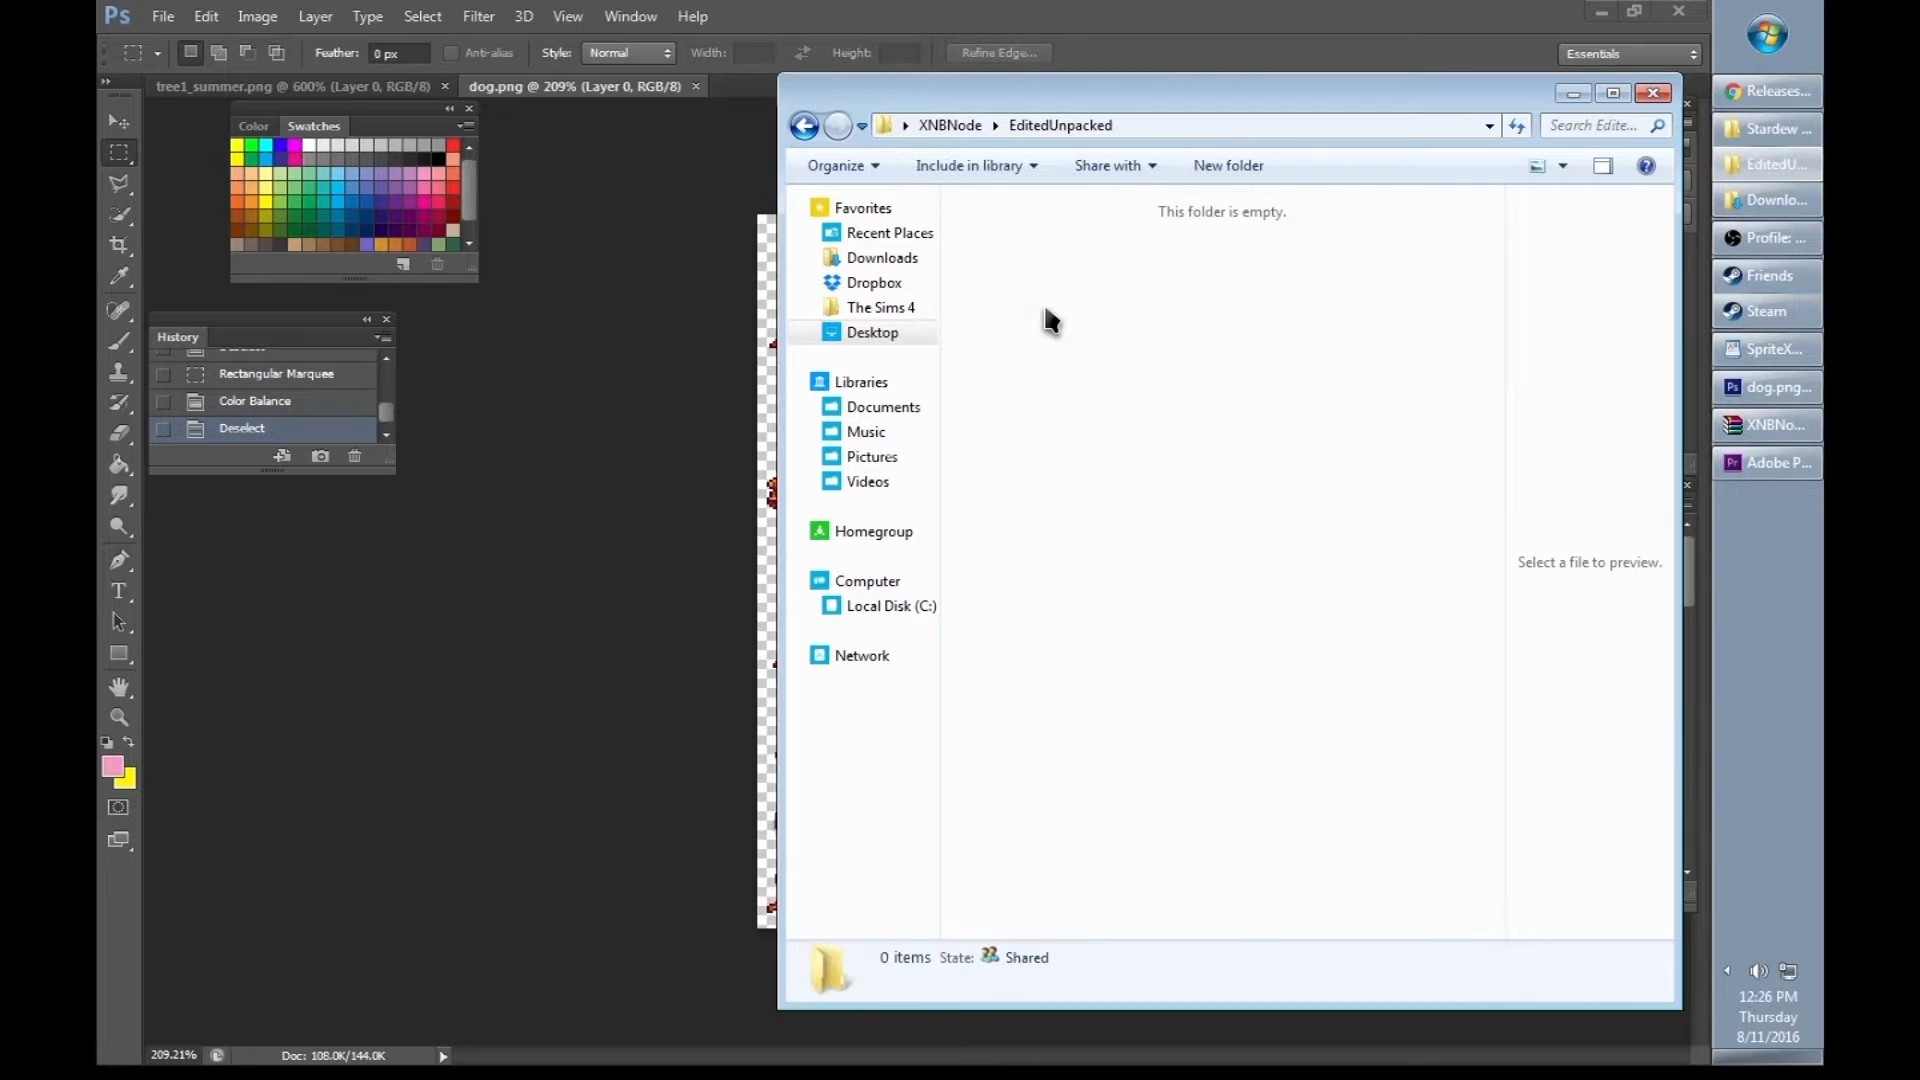 Ps File Edit Image Layer Type Select Filter 3D View Window Help
Feather: 0 px Anti-alias Style: Normal Width: Height: Refine Edge... Essentials
tree1_summer.png @ 600% (Layer 0, RGB/8) × dog.png @ 209% (Layer 0, RGB/8) ×
Color Swatches
History
Rectangular Marquee
Color Balance
Deselect
209.21% Doc: 108.0K/144.0K
XNBNode EditedUnpacked Search Edite...
Organize Include in library Share with New folder
Favorites
Recent Places
Downloads
Dropbox
The Sims 4
Desktop
Libraries
Documents
Music
Pictures
Videos
Homegroup
Computer
Local Disk (C:)
Network
This folder is empty.
Select a file to preview.
0 items State: Shared
Releases...
Stardew ...
EditedU...
Downlo...
Profile: ...
Friends
Steam
SpriteX...
Ps dog.png...
XNBNo...
Pr Adobe P...
12:26 PM
Thursday
8/11/2016